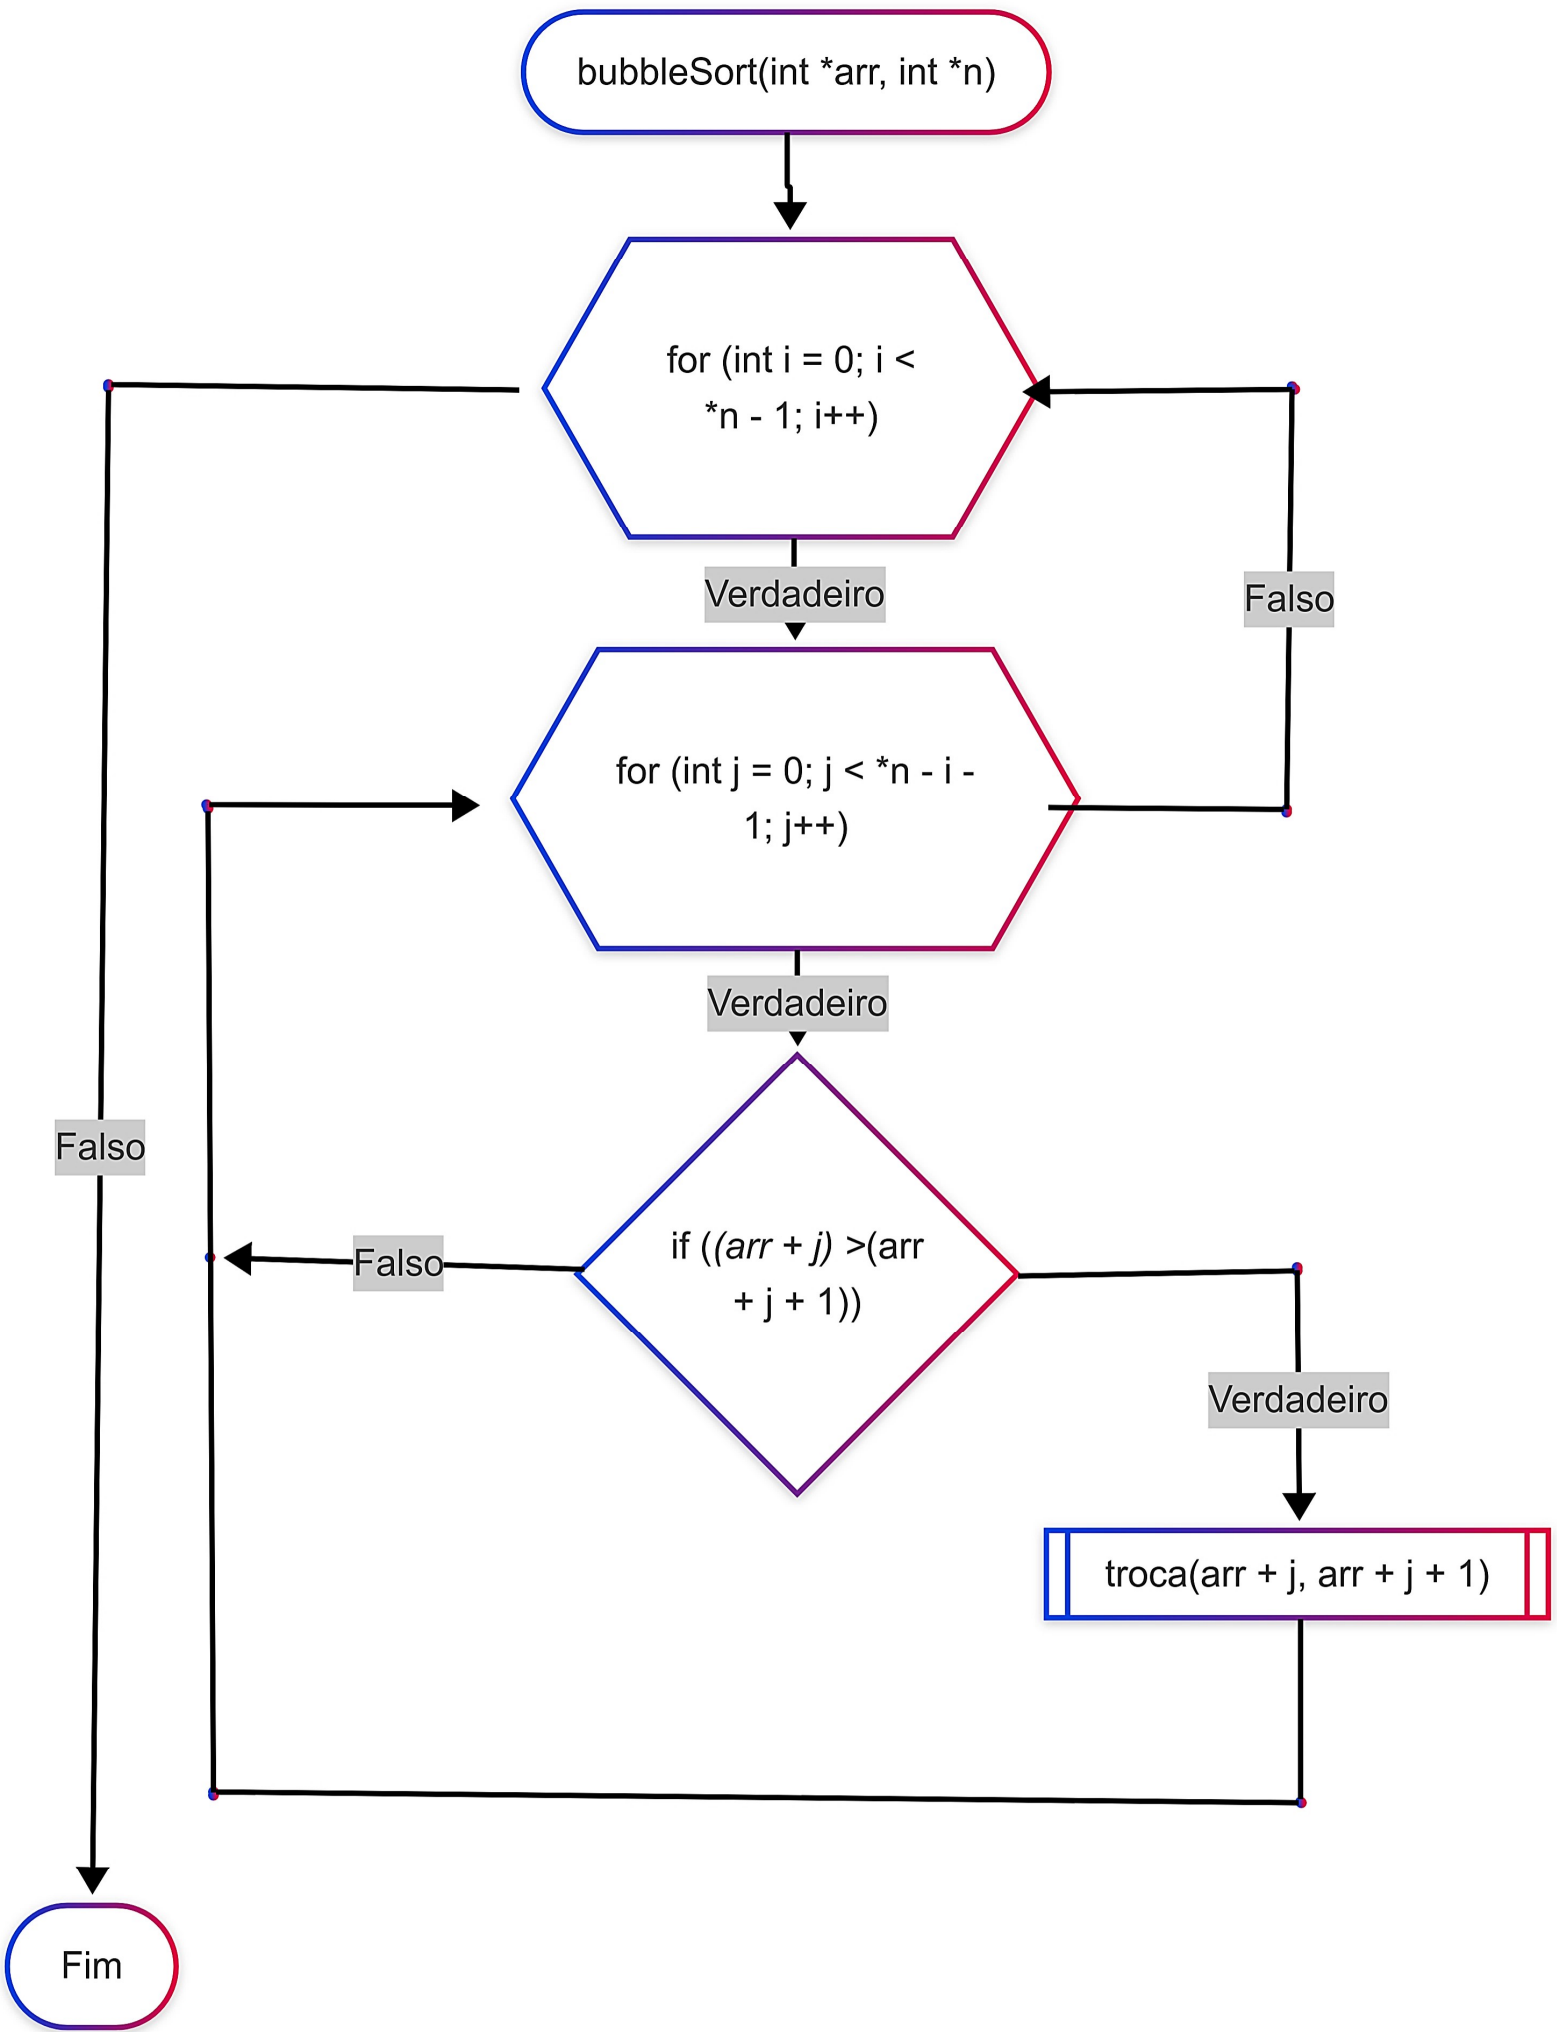 bubbleSort(int *arr, int *n)
for (int i = 0; i <
*n - 1; i++)
Verdadeiro
Falso
for (int j = 0; j < *n - i -
1; j++)
Verdadeiro
Falso
Falso
if ((arr + j) >(arr
+ j + 1))
Verdadeiro
troca(arr + j, arr + j + 1)
Fim